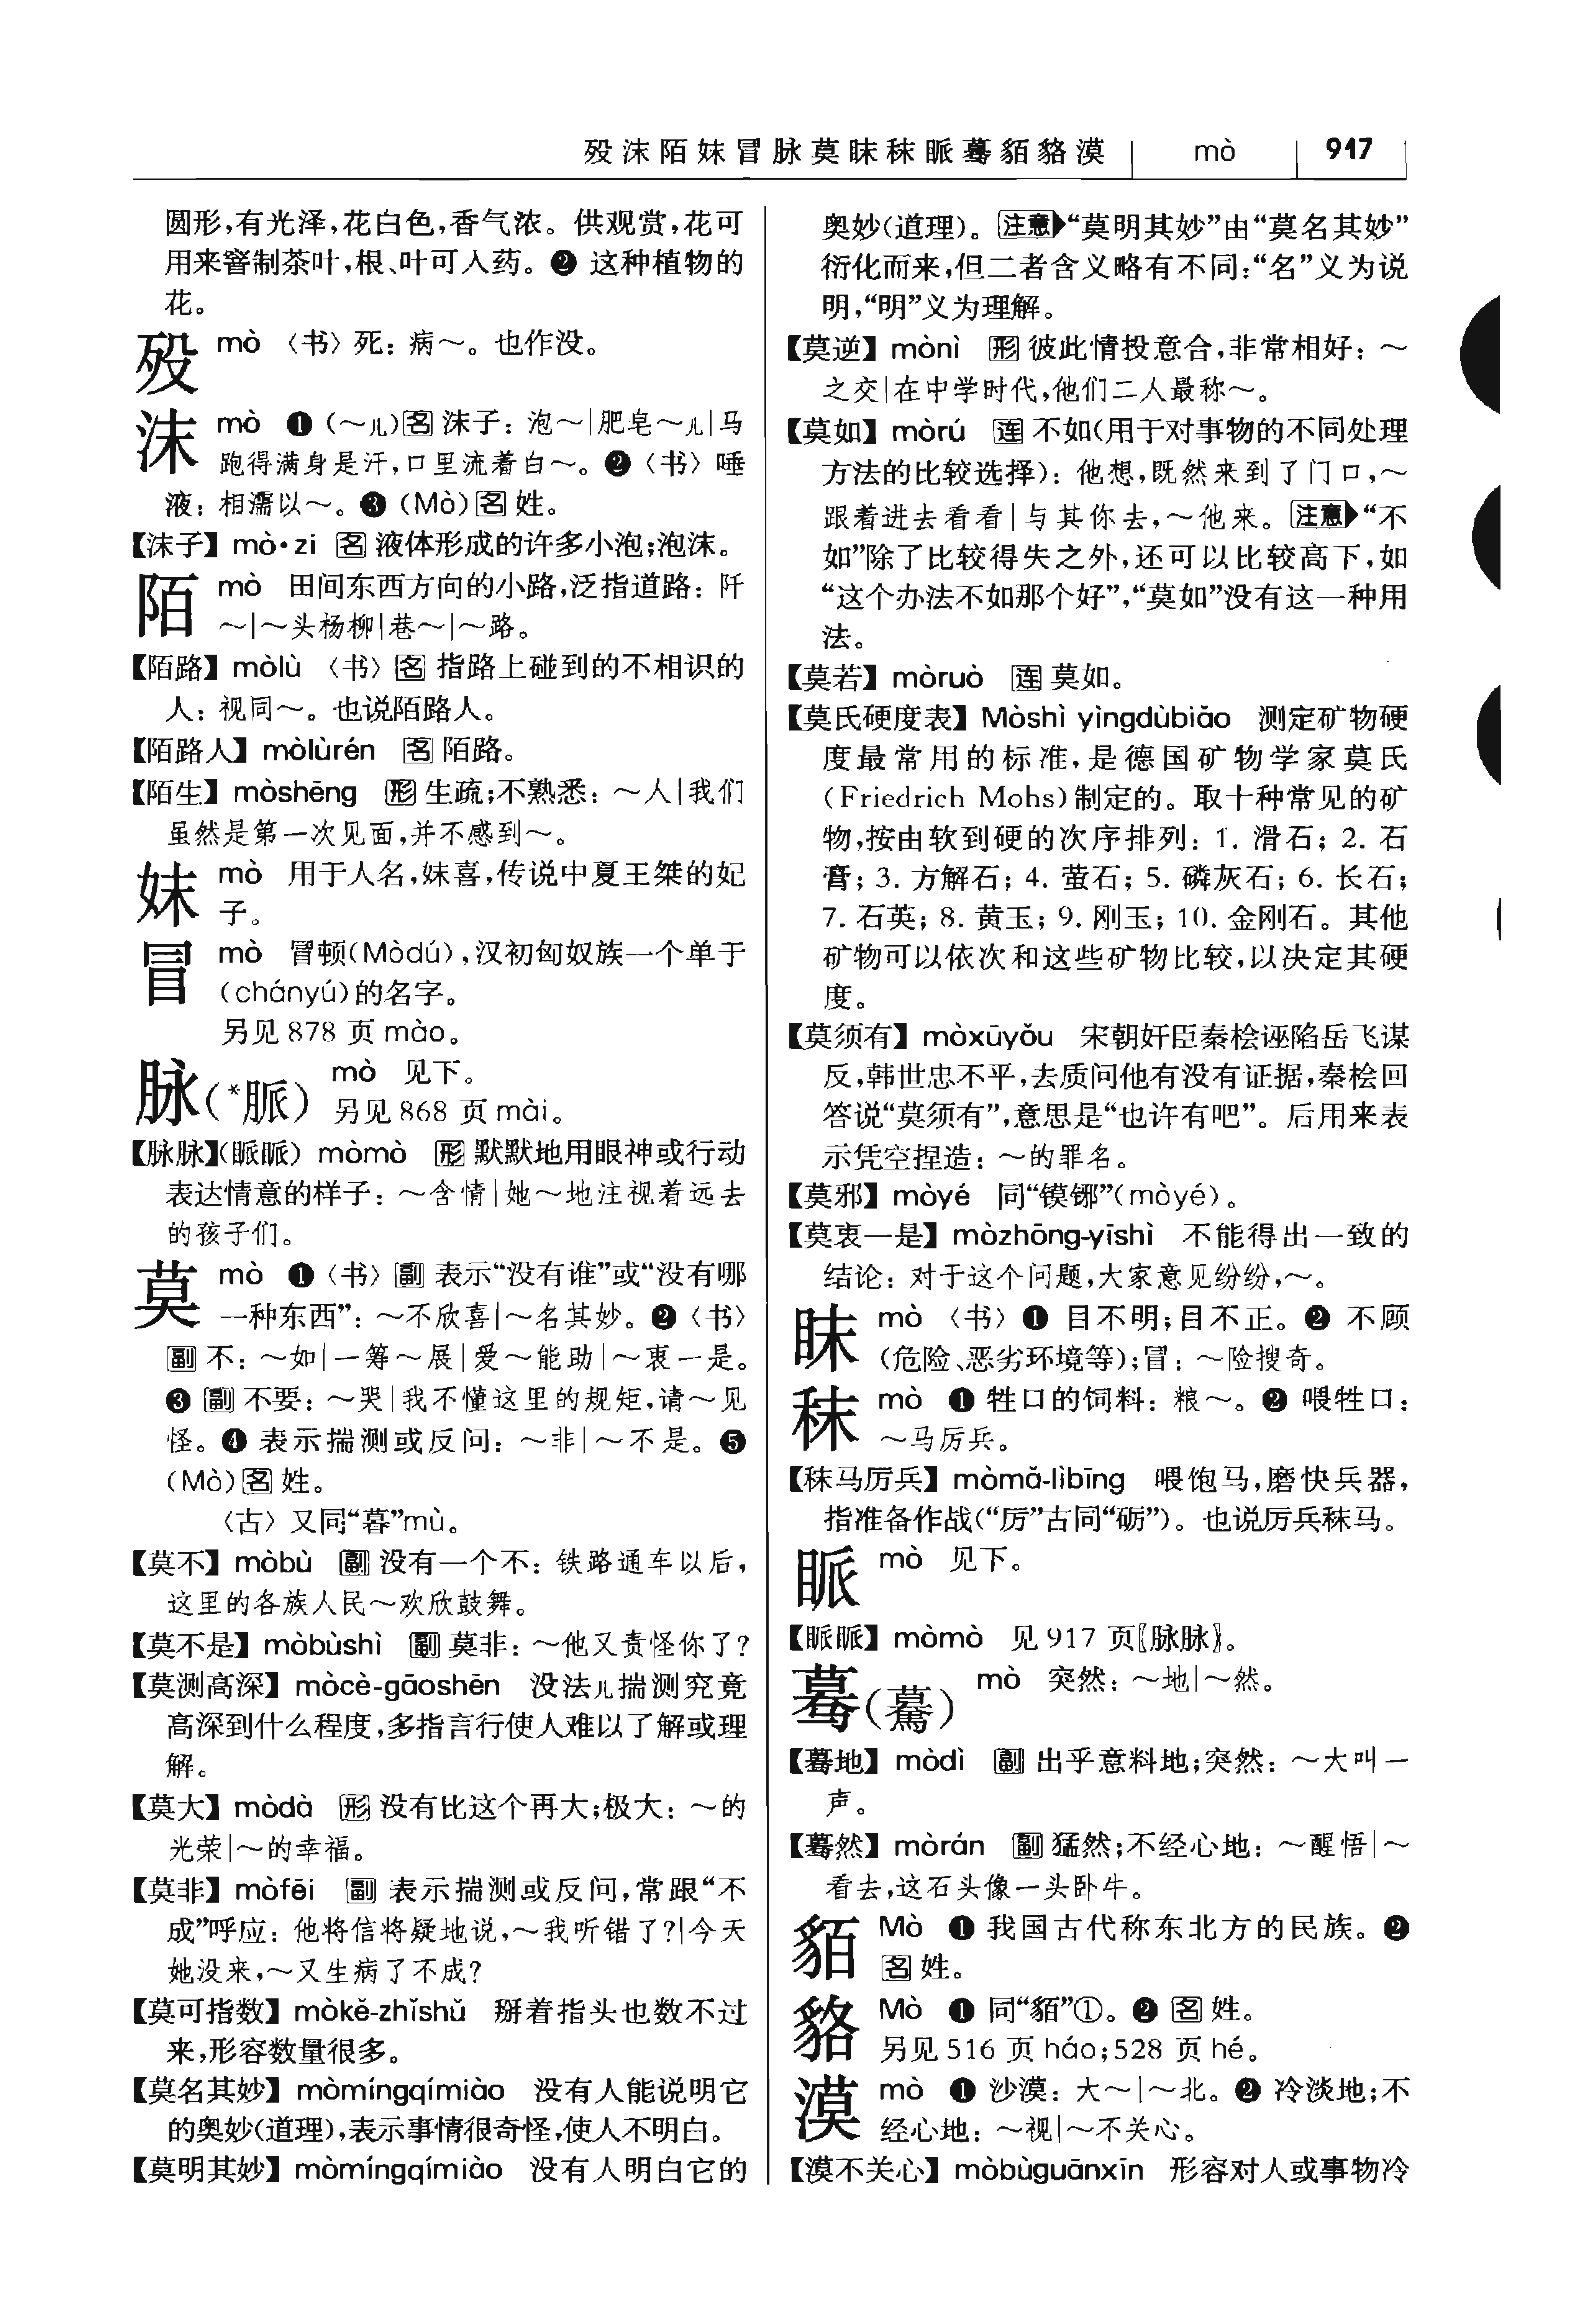 殁沫陌妺冒脉莫眜秣眽蓦貊貉漠 mò 917
圆形,有光泽,花白色,香气浓。供观赏,花可
用来窨制茶叶,根、叶可入药。❷ 这种植物的
花。
殁 mò 〈书〉死：病～。也作没。
沫 mò ❶(～儿)[名]沫子：泡～|肥皂～儿|马
跑得满身是汗,口里流着白～。❷〈书〉唾
液：相濡以～。❸(Mò)[名]姓。
【沫子】mò·zi [名]液体形成的许多小泡;泡沫。
陌 mò 田间东西方向的小路,泛指道路：阡
～|～头杨柳|巷～|～路。
【陌路】mòlù 〈书〉[名]指路上碰到的不相识的
人：视同～。也说陌路人。
【陌路人】mòlùrén [名]陌路。
【陌生】mòshēng [形]生疏;不熟悉：～人|我们
虽然是第一次见面,并不感到～。
妺 mò 用于人名,妺喜,传说中夏王桀的妃
子。
冒 mò 冒顿(Mòdú),汉初匈奴族一个单于
(chányú)的名字。
另见 878 页 mào。
脉(*脈) mò 见下。
另见 868 页 mài。
【脉脉】(眽眽) mòmò [形]默默地用眼神或行动
表达情意的样子：～含情|她～地注视着远去
的孩子们。
莫 mò ❶〈书〉[副]表示“没有谁”或“没有哪
一种东西”：～不欣喜|～名其妙。❷〈书〉
[副]不：～如|一筹～展|爱～能助|～衷一是。
❸[副]不要：～哭|我不懂这里的规矩,请～见
怪。❹ 表示揣测或反问：～非|～不是。❺
(Mò)[名]姓。
〈古〉又同“暮”mù。
【莫不】mòbù [副]没有一个不：铁路通车以后,
这里的各族人民～欢欣鼓舞。
【莫不是】mòbùshì [副]莫非：～他又责怪你了?
【莫测高深】mòcè-gāoshēn 没法儿揣测究竟
高深到什么程度,多指言行使人难以了解或理
解。
【莫大】mòdà [形]没有比这个再大;极大：～的
光荣|～的幸福。
【莫非】mòfēi [副]表示揣测或反问,常跟“不
成”呼应：他将信将疑地说,～我听错了?|今天
她没来,～又生病了不成?
【莫可指数】mòkě-zhǐshǔ 掰着指头也数不过
来,形容数量很多。
【莫名其妙】mòmíngqímiào 没有人能说明它
的奥妙(道理),表示事情很奇怪,使人不明白。
【莫明其妙】mòmíngqímiào 没有人明白它的
奥妙(道理)。[注意]“莫明其妙”由“莫名其妙”
衍化而来,但二者含义略有不同:“名”义为说
明,“明”义为理解。
【莫逆】mònì [形]彼此情投意合,非常相好：～
之交|在中学时代,他们二人最称～。
【莫如】mòrú [连]不如(用于对事物的不同处理
方法的比较选择)：他想,既然来到了门口,～
跟着进去看看|与其你去,～他来。[注意]“不
如”除了比较得失之外,还可以比较高下,如
“这个办法不如那个好”,“莫如”没有这一种用
法。
【莫若】mòruò [连]莫如。
【莫氏硬度表】Mòshì yìngdùbiǎo 测定矿物硬
度最常用的标准,是德国矿物学家莫氏
(Friedrich Mohs)制定的。取十种常见的矿
物,按由软到硬的次序排列：1. 滑石；2. 石
膏；3. 方解石；4. 萤石；5. 磷灰石；6. 长石；
7. 石英；8. 黄玉；9. 刚玉；10. 金刚石。其他
矿物可以依次和这些矿物比较,以决定其硬
度。
【莫须有】mòxūyǒu 宋朝奸臣秦桧诬陷岳飞谋
反,韩世忠不平,去质问他有没有证据,秦桧回
答说“莫须有”,意思是“也许有吧”。后用来表
示凭空捏造：～的罪名。
【莫邪】mòyé 同“镆铘”(mòyé)。
【莫衷一是】mòzhōng-yīshì 不能得出一致的
结论：对于这个问题,大家意见纷纷,～。
眜 mò 〈书〉❶ 目不明;目不正。❷ 不顾
(危险、恶劣环境等);冒：～险搜奇。
秣 mò ❶ 牲口的饲料：粮～。❷ 喂牲口：
～马厉兵。
【秣马厉兵】mòmǎ-lìbīng 喂饱马,磨快兵器,
指准备作战(“厉”古同“砺”)。也说厉兵秣马。
眽 mò 见下。
【眽眽】mòmò 见 917 页〖脉脉〗。
蓦(驀) mò 突然：～地|～然。
【蓦地】mòdì [副]出乎意料地;突然：～大叫一
声。
【蓦然】mòrán [副]猛然;不经心地：～醒悟|～
看去,这石头像一头卧牛。
貊 Mò ❶ 我国古代称东北方的民族。❷
[名]姓。
貉 Mò ❶ 同“貊”①。❷[名]姓。
另见 516 页 háo;528 页 hé。
漠 mò ❶ 沙漠：大～|～北。❷ 冷淡地;不
经心地：～视|～不关心。
【漠不关心】mòbùguānxīn 形容对人或事物冷